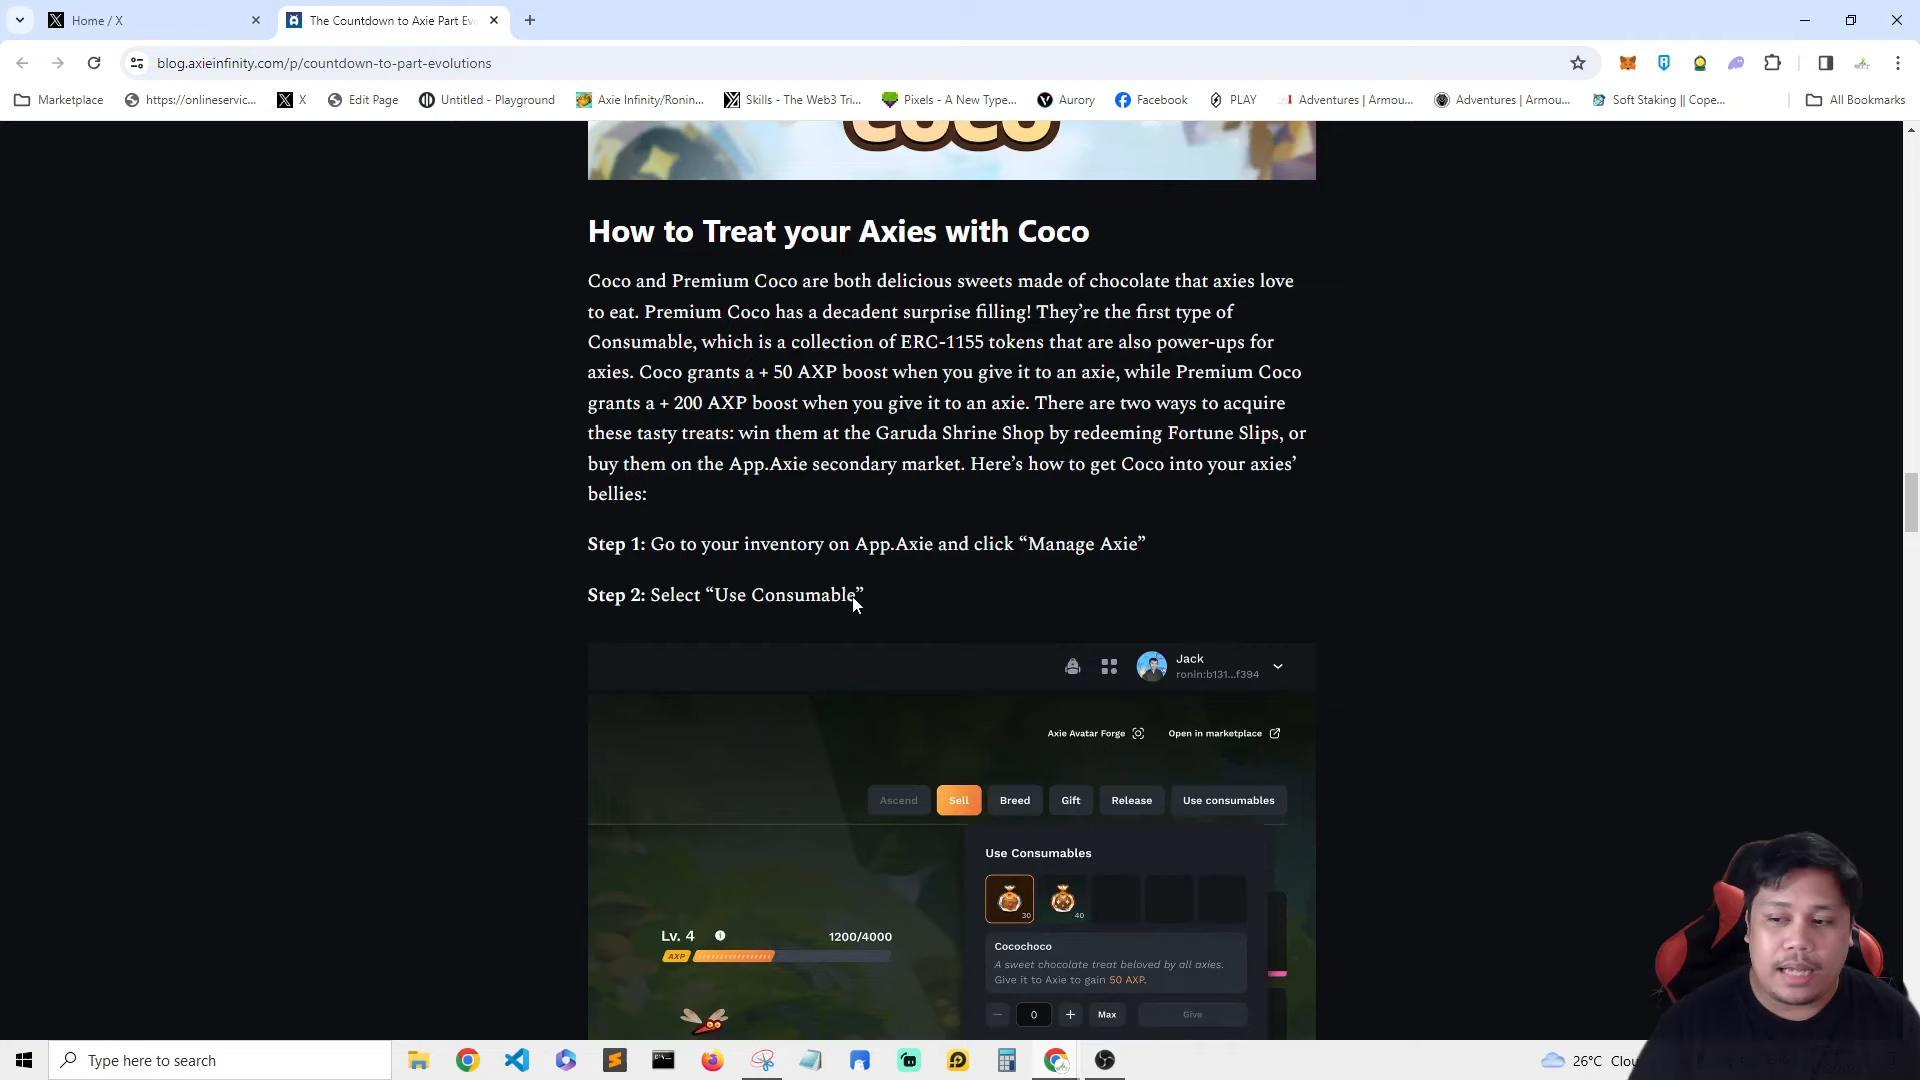 Home / X
The Countdown to Axie Part Ev
blog.axieinfinity.com/p/countdown-to-part-evolutions
Marketplace
https://onlineservic...
X
Edit Page
Untitled - Playground
Axie Infinity/Ronin...
Skills - The Web3 Tri...
Pixels - A New Type...
Aurory
Facebook
PLAY
Adventures | Armou...
Adventures | Armou...
Soft Staking || Cope...
All Bookmarks
COCO
How to Treat your Axies with Coco
Coco and Premium Coco are both delicious sweets made of chocolate that axies love
to eat. Premium Coco has a decadent surprise filling! They’re the first type of
Consumable, which is a collection of ERC-1155 tokens that are also power-ups for
axies. Coco grants a + 50 AXP boost when you give it to an axie, while Premium Coco
grants a + 200 AXP boost when you give it to an axie. There are two ways to acquire
these tasty treats: win them at the Garuda Shrine Shop by redeeming Fortune Slips, or
buy them on the App.Axie secondary market. Here’s how to get Coco into your axies’
bellies:
Step 1: Go to your inventory on App.Axie and click “Manage Axie”
Step 2: Select “Use Consumable”
Jack
ronin:b131...f394
Axie Avatar Forge
Open in marketplace
Ascend
Sell
Breed
Gift
Release
Use consumables
Use Consumables
30
40
Lv. 4
1200/4000
AXP
Cocochoco
A sweet chocolate treat beloved by all axies.
Give it to Axie to gain 50 AXP.
0
Max
Give
Type here to search
26°C Clou